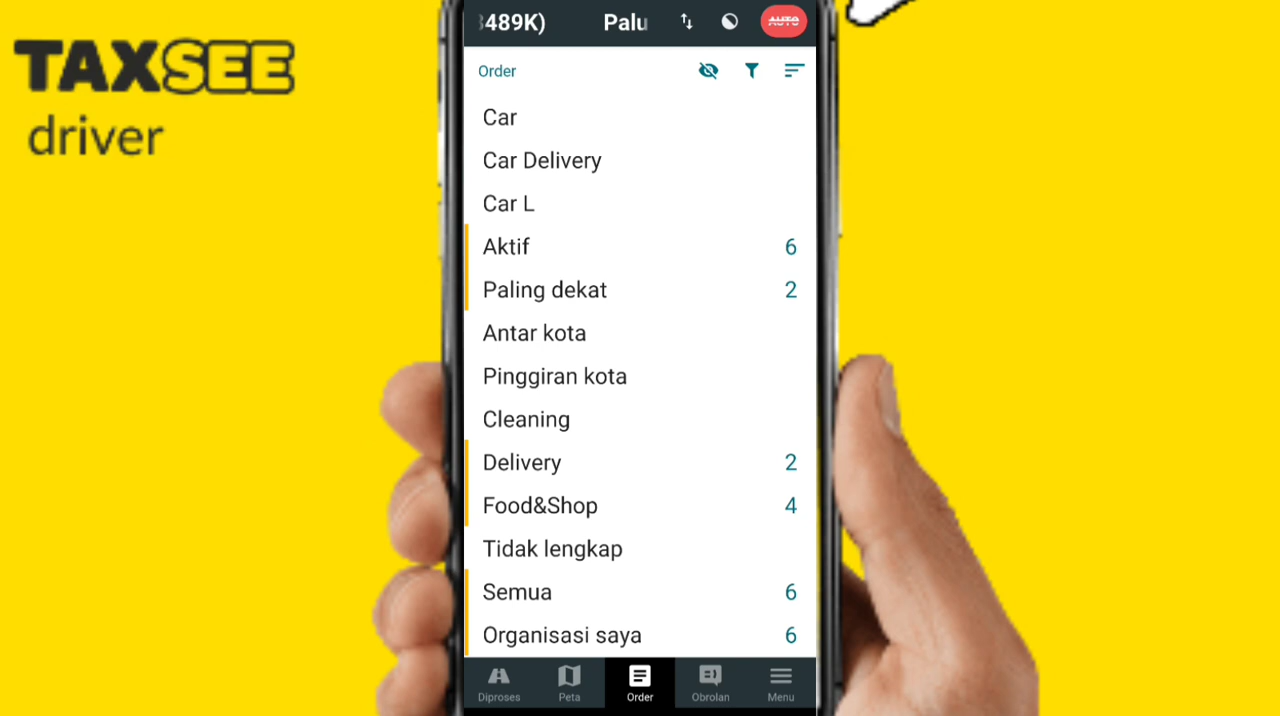 TAXSEE
driver
489K) Palu AUTO
Order
Car
Car Delivery
Car L
Aktif 6
Paling dekat 2
Antar kota
Pinggiran kota
Cleaning
Delivery 2
Food&Shop 4
Tidak lengkap
Semua 6
Organisasi saya 6
Diproses Peta Order Obrolan Menu